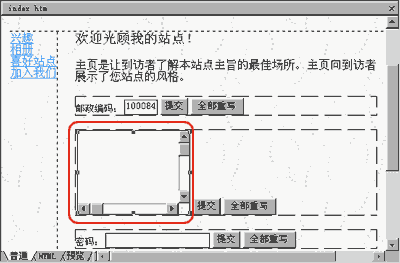 index htm
兴趣
相册
喜好站点
加入我们
欢迎光顾我的站点！
主页是让到访者了解本站点主旨的最佳场所。主页向到访者
展示了您站点的风格。
邮政编码： 100084 提交 全部重写
提交 全部重写
密码： 提交 全部重写
普通 HTML 预览